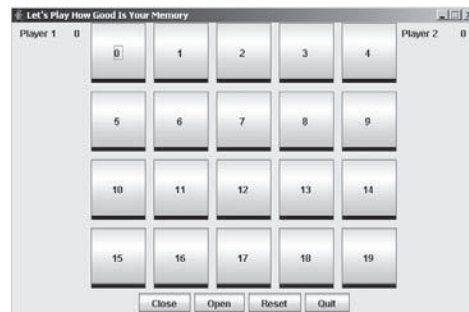 Let's Play How Good Is Your Memory
Player 1 0
0 1 2 3 4
Player 2 0
5 6 7 8 9
10 11 12 13 14
15 16 17 18 19
Close Open Reset Quit